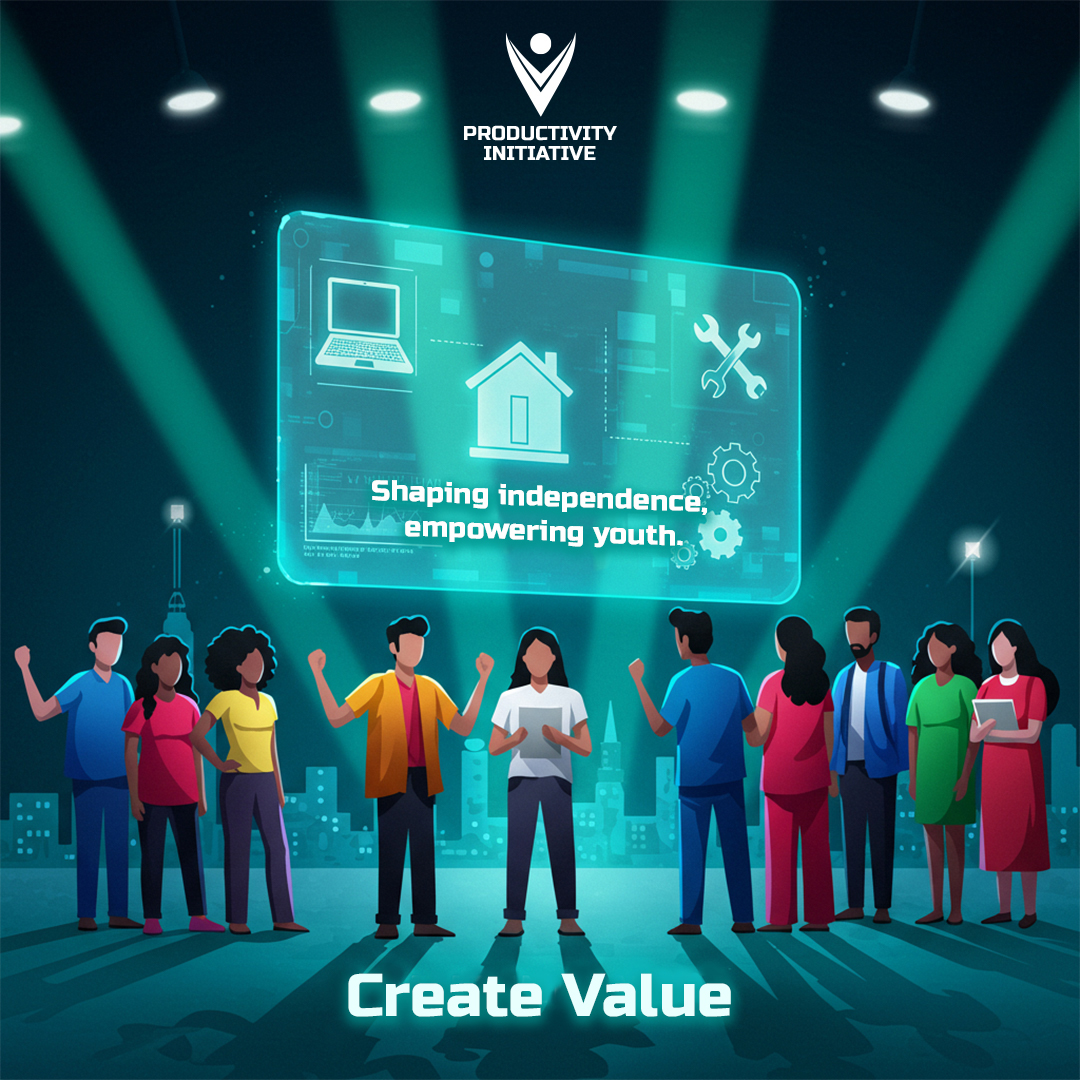 PRODUCTIVITY
INITIATIVE
Shaping independence,
empowering youth.
Create Value